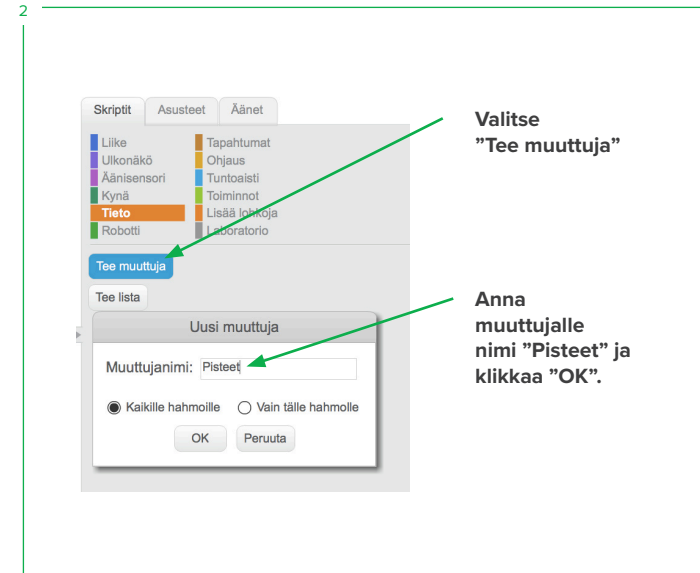 2
Skriptit Asusteet Äänet
Liike Tapahtumat
Ulkonäkö Ohjaus
Äänisensori Tuntoaisti
Kynä Toiminnot
Tieto Lisää lohkoja
Robotti Laboratorio
Tee muuttuja
Tee lista
Uusi muuttuja
Muuttujanimi: Pisteet
Kaikille hahmoille Vain tälle hahmolle
OK Peruuta
Valitse
”Tee muuttuja”
Anna
muuttujalle
nimi ”Pisteet” ja
klikkaa ”OK”.